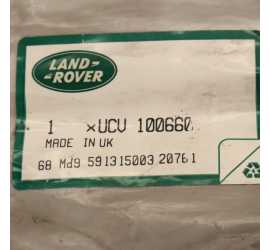 LAND-
ROVER
1 ×UCV 100660
MADE IN UK
68 Md9 591315003 20761